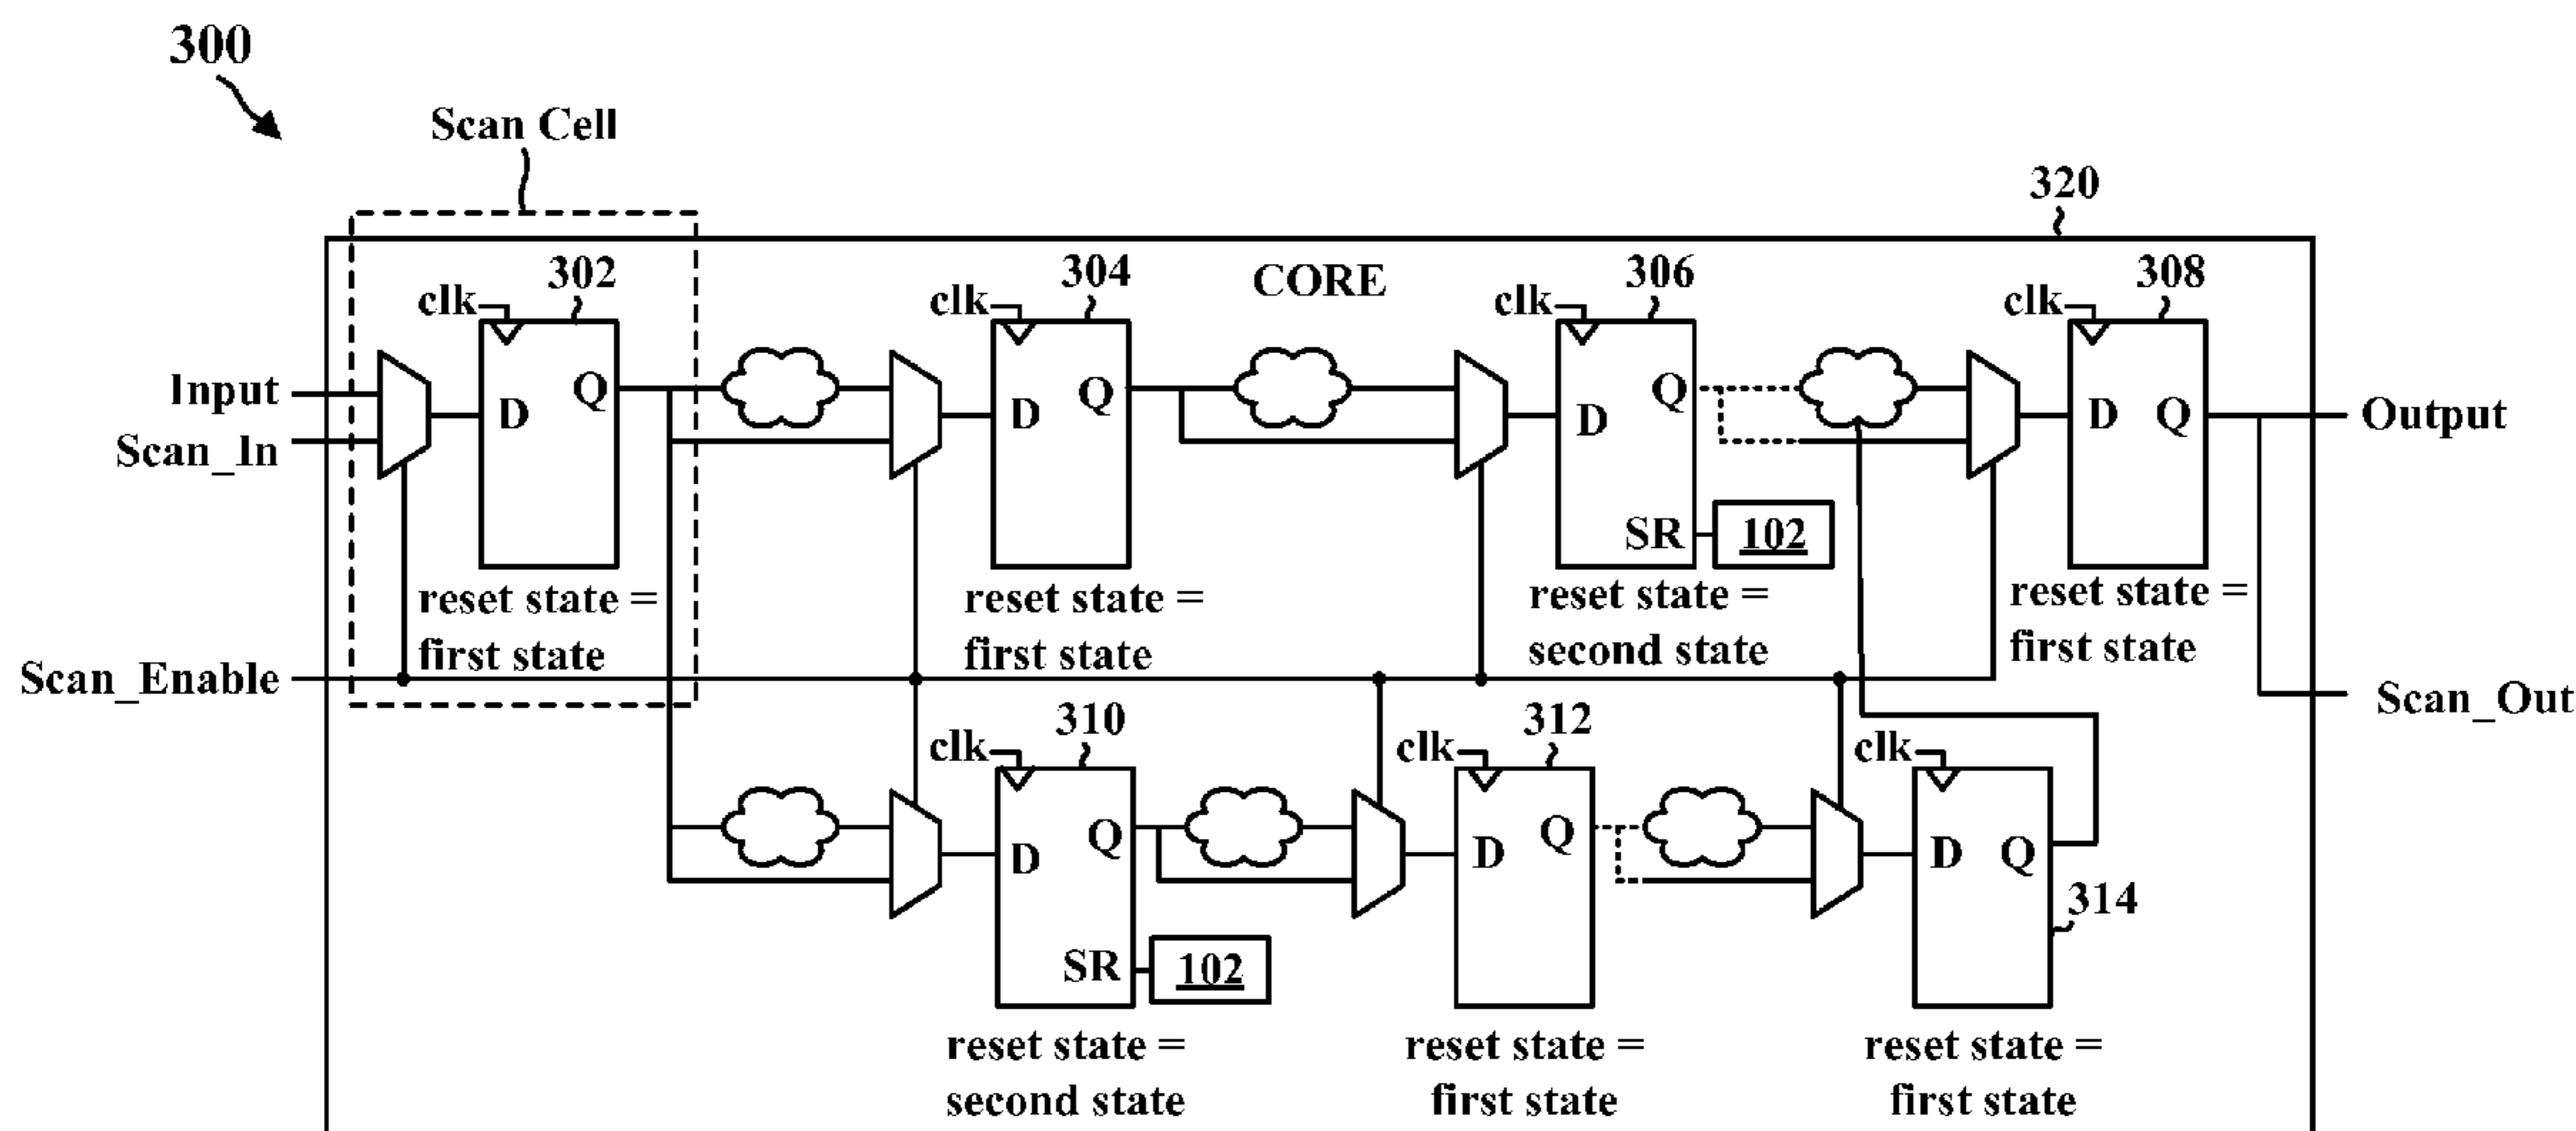 300
Scan Cell
320
302
304
CORE
306
308
clk
clk
clk
clk
Input
Scan_In
D
Q
D
Q
D
Q
D
Q
Output
SR
102
reset state =
first state
reset state =
first state
reset state =
second state
reset state =
first state
Scan_Enable
Scan_Out
310
312
clk
clk
clk
D
Q
D
Q
D
Q
314
SR
102
reset state =
second state
reset state =
first state
reset state =
first state